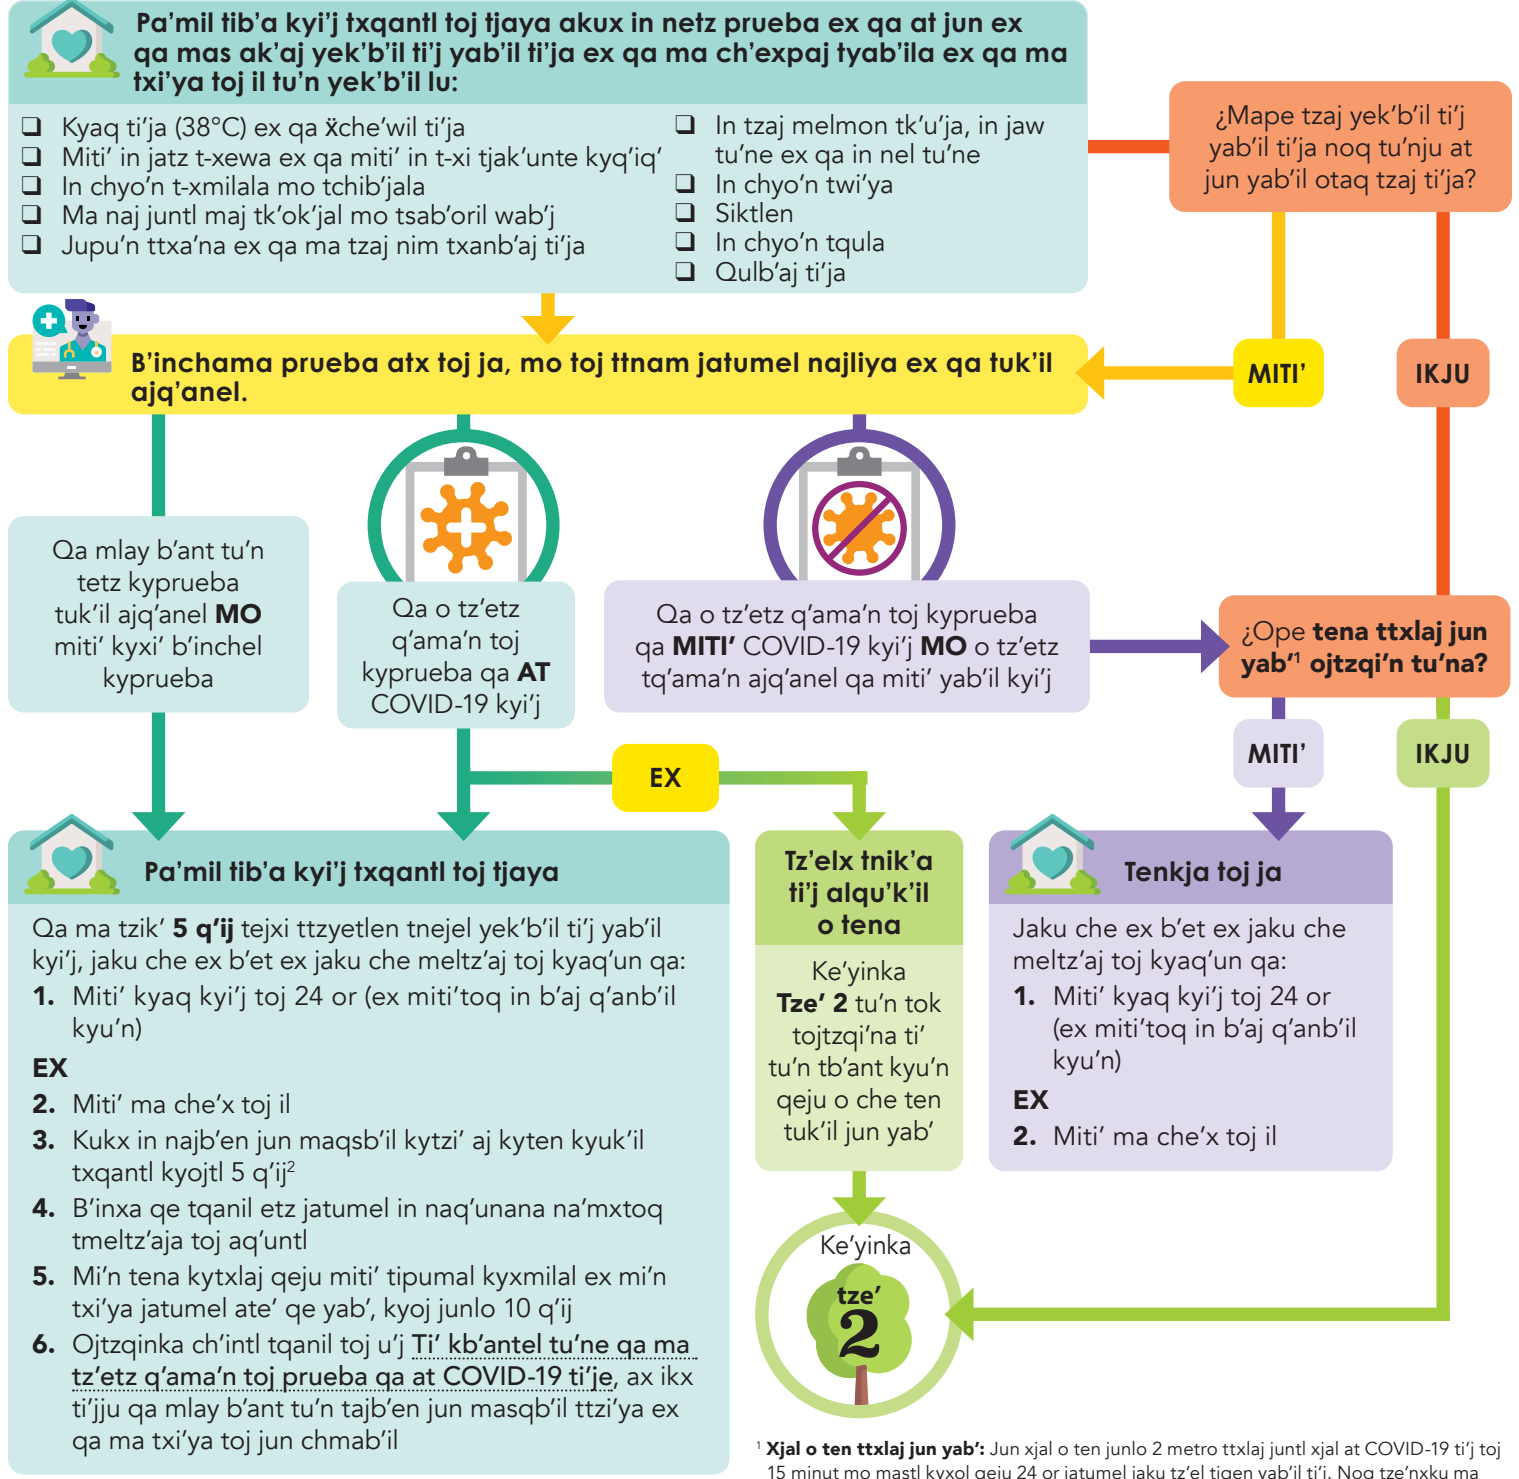 Pa'mil tib'a kyi'j txqantl toj tjaya akux in netz prueba ex qa at jun ex
qa mas ak'aj yek'b'il ti'j yab'il ti'ja ex qa ma ch'expaj tyab'ila ex qa ma
txi'ya toj il tu'n yek'b'il lu:
❑ Kyaq ti'ja (38°C) ex qa ẍche'wil ti'ja
❑ Miti' in jatz t-xewa ex qa miti' in t-xi tjak'unte kyq'iq'
❑ In chyo'n t-xmilala mo tchib'jala
❑ Ma naj juntl maj tk'ok'jal mo tsab'oril wab'j
❑ Jupu'n ttxa'na ex qa ma tzaj nim txanb'aj ti'ja
❑ In tzaj melmon tk'u'ja, in jaw
tu'ne ex qa in nel tu'ne
❑ In chyo'n twi'ya
❑ Siktlen
❑ In chyo'n tqula
❑ Qulb'aj ti'ja
¿Mape tzaj yek'b'il ti'j
yab'il ti'ja noq tu'nju at
jun yab'il otaq tzaj ti'ja?
MITI'
IKJU
B'inchama prueba atx toj ja, mo toj ttnam jatumel najliya ex qa tuk'il
ajq'anel.
Qa mlay b'ant tu'n
tetz kyprueba
tuk'il ajq'anel MO
miti' kyxi' b'inchel
kyprueba
Qa o tz'etz
q'ama'n toj
kyprueba qa AT
COVID-19 kyi'j
Qa o tz'etz q'ama'n toj kyprueba
qa MITI' COVID-19 kyi'j MO o tz'etz
tq'ama'n ajq'anel qa miti' yab'il kyi'j
¿Ope tena ttxlaj jun
yab'¹ ojtzqi'n tu'na?
MITI'
IKJU
EX
Pa'mil tib'a kyi'j txqantl toj tjaya
Qa ma tzik' 5 q'ij tejxi ttzyetlen tnejel yek'b'il ti'j yab'il
kyi'j, jaku che ex b'et ex jaku che meltz'aj toj kyaq'un qa:
1. Miti' kyaq kyi'j toj 24 or (ex miti'toq in b'aj q'anb'il
kyu'n)
EX
2. Miti' ma che'x toj il
3. Kukx in najb'en jun maqsb'il kytzi' aj kyten kyuk'il
txqantl kyojtl 5 q'ij²
4. B'inxa qe tqanil etz jatumel in naq'unana na'mxtoq
tmeltz'aja toj aq'untl
5. Mi'n tena kytxlaj qeju miti' tipumal kyxmilal ex mi'n
txi'ya jatumel ate' qe yab', kyoj junlo 10 q'ij
6. Ojtzqinka ch'intl tqanil toj u'j Ti' kb'antel tu'ne qa ma
tz'etz q'ama'n toj prueba qa at COVID-19 ti'je, ax ikx
ti'jju qa mlay b'ant tu'n tajb'en jun masqb'il ttzi'ya ex
qa ma txi'ya toj jun chmab'il
Tz'elx tnik'a
ti'j alqu'k'il
o tena
Ke'yinka
Tze' 2 tu'n tok
tojtzqi'na ti'
tu'n tb'ant kyu'n
qeju o che ten
tuk'il jun yab'
Tenkja toj ja
Jaku che ex b'et ex jaku che
meltz'aj toj kyaq'un qa:
1. Miti' kyaq kyi'j toj 24 or
(ex miti'toq in b'aj q'anb'il
kyu'n)
EX
2. Miti' ma che'x toj il
Ke'yinka
tze'
2
¹ Xjal o ten ttxlaj jun yab': Jun xjal o ten junlo 2 metro ttxlaj juntl xjal at COVID-19 ti'j toj
15 minut mo mastl kyxol qeju 24 or jatumel jaku tz'el tiqen yab'il ti'j. Noq tze'nxku ma